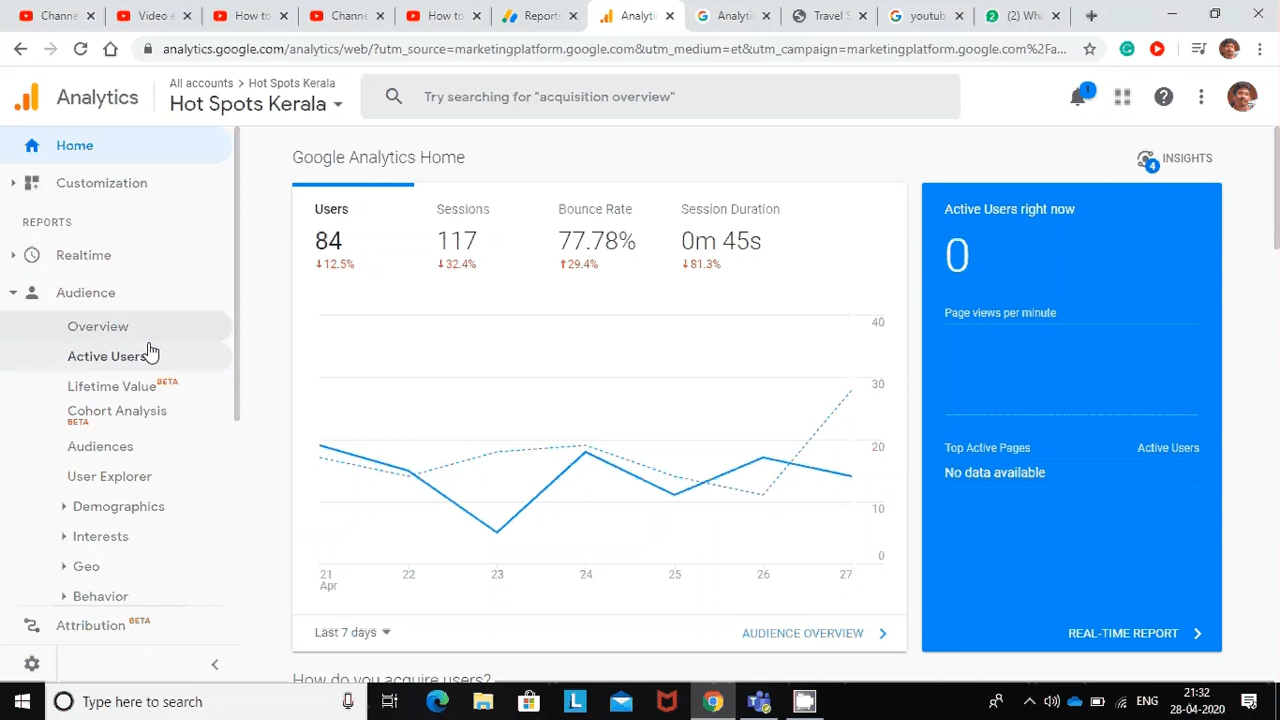 Chann
Video e
How to
Chann
How to
Reports
Analyti
Analyti
Travel S
youtub
(2) Wha
analytics.google.com/analytics/web/?utm_source=marketingplatform.google.com&utm_medium=et&utm_campaign=marketingplatform.google.com%2Fa...
Analytics
All accounts > Hot Spots Kerala
Hot Spots Kerala
Try searching for "acquisition overview"
1
Home
Customization
REPORTS
Realtime
Audience
Overview
Active Users
Lifetime Value BETA
Cohort Analysis
BETA
Audiences
User Explorer
Demographics
Interests
Geo
Behavior
Attribution BETA
Google Analytics Home
4 INSIGHTS
Users Sessions Bounce Rate Session Duration
84 117 77.78% 0m 45s
↓12.5% ↓32.4% ↑29.4% ↓81.3%
40
30
20
10
0
21 22 23 24 25 26 27
Apr
Last 7 days
AUDIENCE OVERVIEW
Active Users right now
0
Page views per minute
Top Active Pages Active Users
No data available
REAL-TIME REPORT
How do you acquire users?
Type here to search
ENG
21:32
28-04-2020